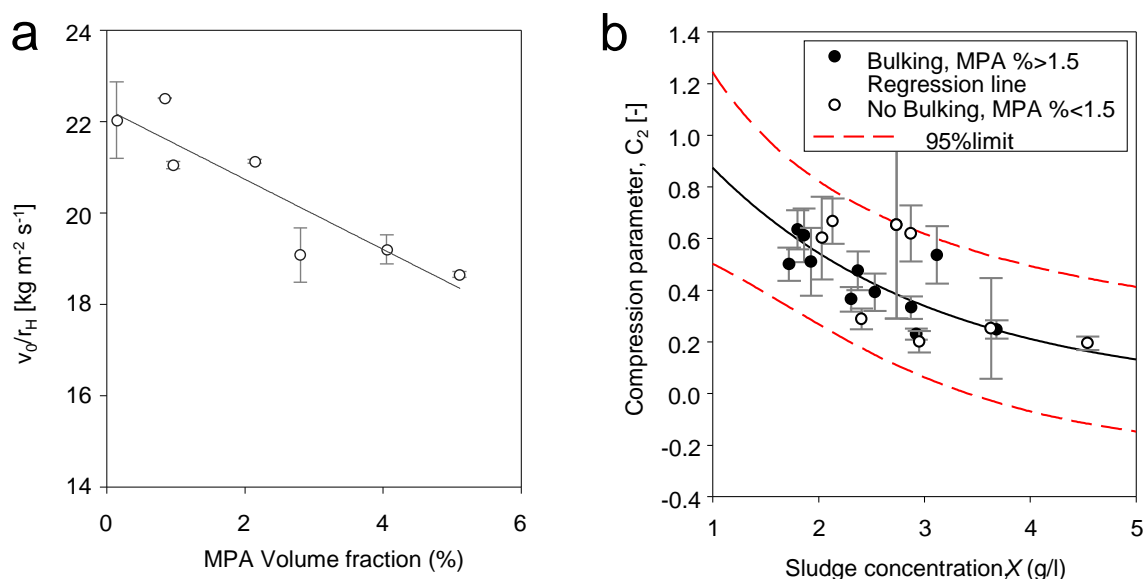 a
24
22
20
18
16
14
v₀/r_H [kg m⁻² s⁻¹]
0
2
4
6
MPA Volume fraction (%)
b
1.4
1.2
1.0
0.8
0.6
0.4
0.2
0.0
-0.2
-0.4
Compression parameter, C₂ [-]
Bulking, MPA %>1.5
Regression line
No Bulking, MPA %<1.5
95%limit
1
2
3
4
5
Sludge concentration,X (g/l)